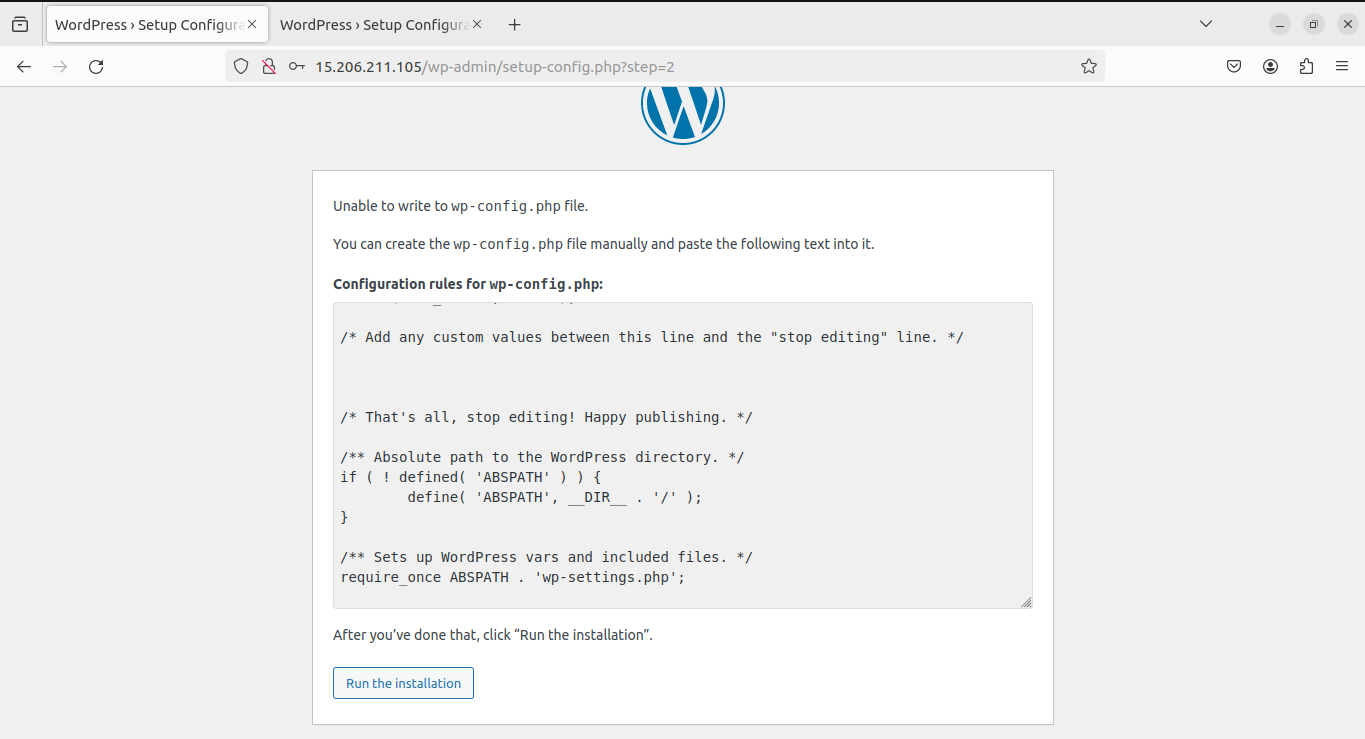 WordPress › Setup Configura
WordPress › Setup Configura
15.206.211.105/wp-admin/setup-config.php?step=2
Unable to write to wp-config.php file.
You can create the wp-config.php file manually and paste the following text into it.
Configuration rules for wp-config.php:
/* Add any custom values between this line and the "stop editing" line. */
/* That's all, stop editing! Happy publishing. */
/** Absolute path to the WordPress directory. */
if ( ! defined( 'ABSPATH' ) ) {
define( 'ABSPATH', __DIR__ . '/' );
}
/** Sets up WordPress vars and included files. */
require_once ABSPATH . 'wp-settings.php';
After you’ve done that, click “Run the installation”.
Run the installation